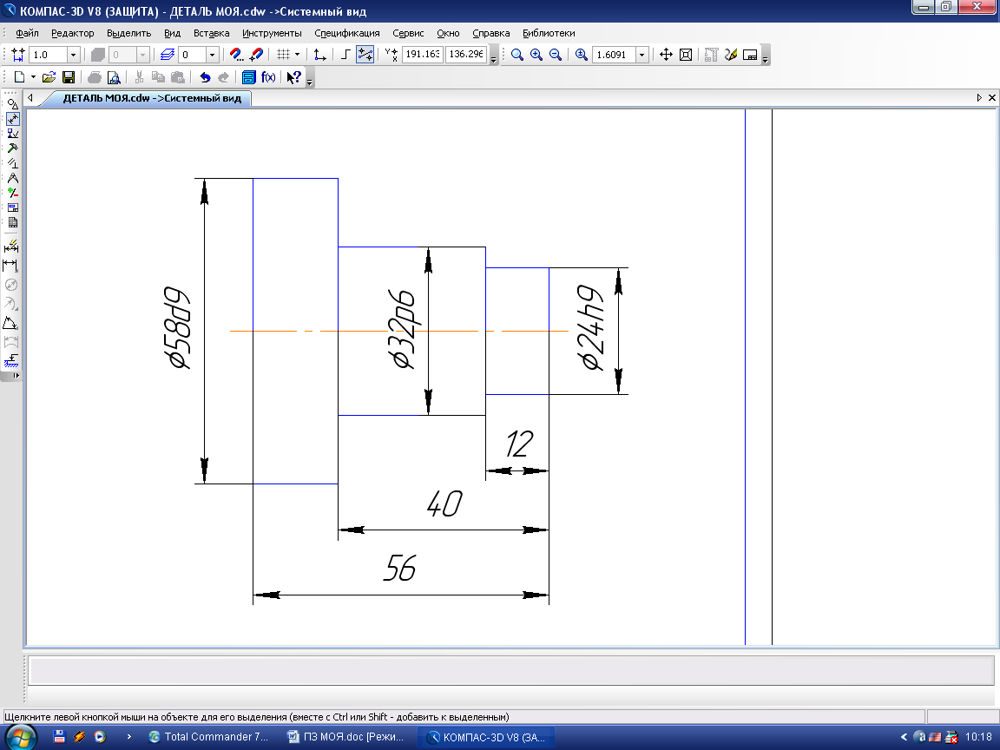 КОМПАС-3D V8 (ЗАЩИТА) - ДЕТАЛЬ МОЯ.cdw ->Системный вид
Файл Редактор Выделить Вид Вставка Инструменты Спецификация Сервис Окно Справка Библиотеки
1.0 0 0 191.163 136.296 1.6091
f(x)
ДЕТАЛЬ МОЯ.cdw ->Системный вид
ϕ58d9
ϕ32p6
ϕ24h9
12
40
56
Щелкните левой кнопкой мыши на объекте для его выделения (вместе с Ctrl или Shift - добавить к выделенным)
Total Commander 7... ПЗ МОЯ.doc [Режи... КОМПАС-3D V8 (ЗА... 10:18